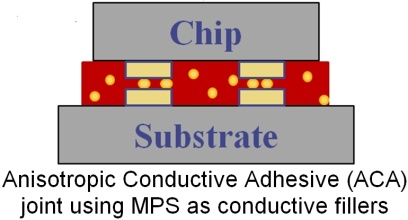 Chip
Substrate
Anisotropic Conductive Adhesive (ACA)
joint using MPS as conductive fillers